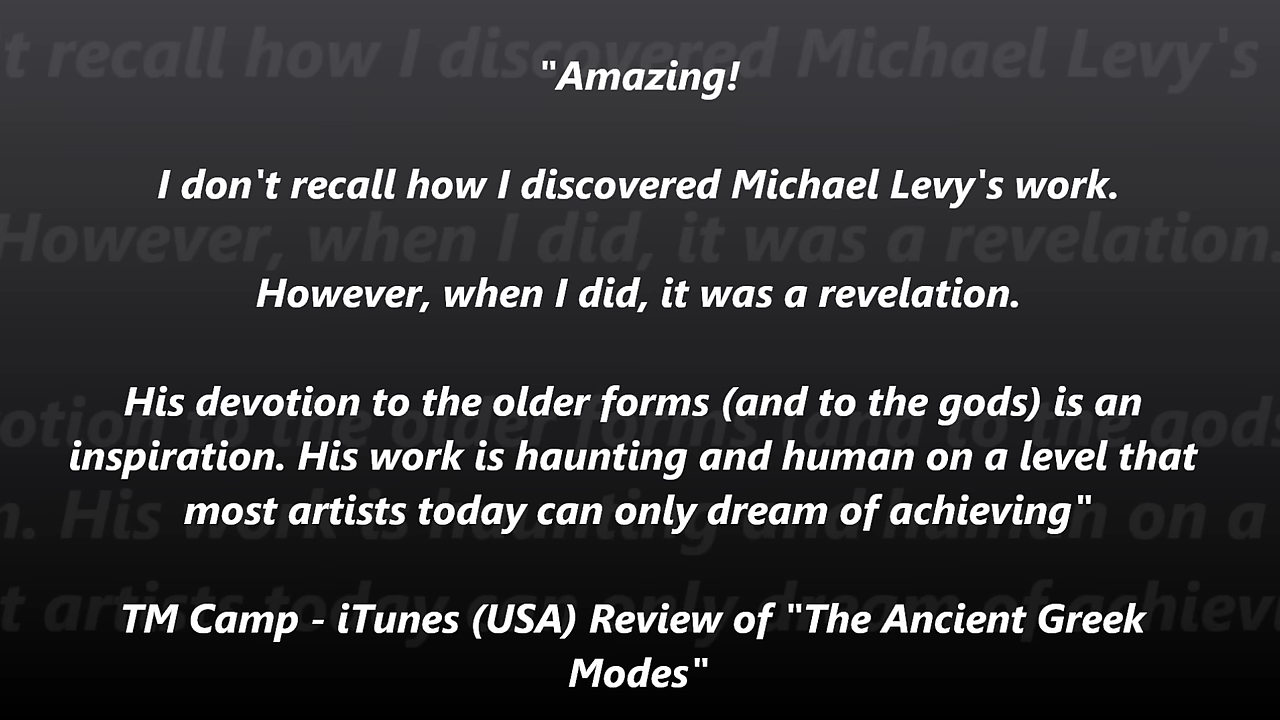 "Amazing!
I don't recall how I discovered Michael Levy's work.
However, when I did, it was a revelation.
His devotion to the older forms (and to the gods) is an
inspiration. His work is haunting and human on a level that
most artists today can only dream of achieving"
TM Camp - iTunes (USA) Review of "The Ancient Greek
Modes"